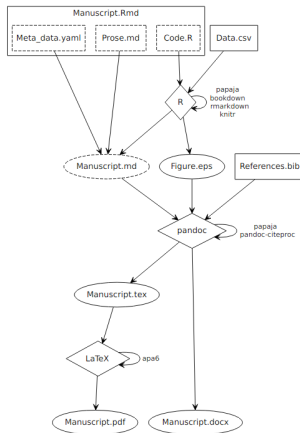 Manuscript.Rmd
Meta_data.yaml
Prose.md
Code.R
Data.csv
R
papaja
bookdown
rmarkdown
knitr
Manuscript.md
Figure.eps
References.bib
pandoc
papaja
pandoc-citeproc
Manuscript.tex
LaTeX
apa6
Manuscript.pdf
Manuscript.docx